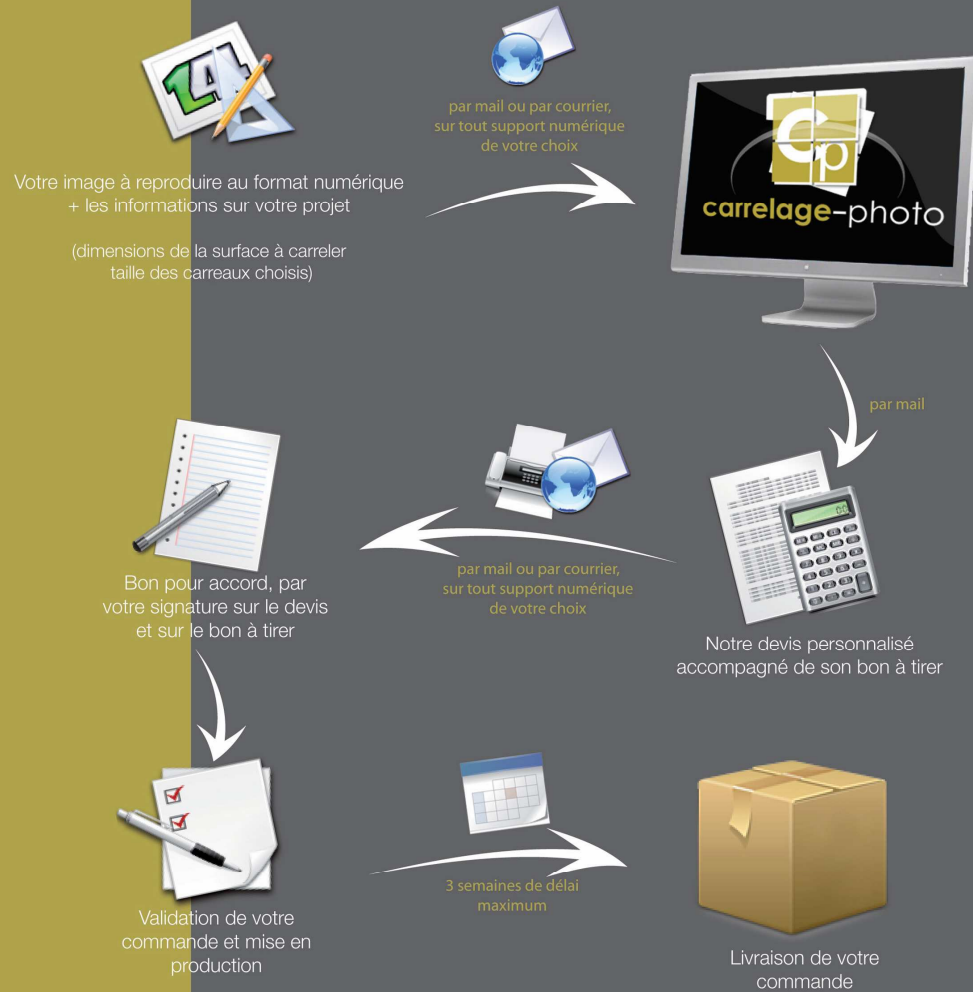 par mail ou par courrier,
sur tout support numérique
de votre choix
Cp
carrelage-photo
Votre image à reproduire au format numérique
+ les informations sur votre projet
(dimensions de la surface à carreler
taille des carreaux choisis)
par mail
par mail ou par courrier,
sur tout support numérique
de votre choix
Bon pour accord, par
votre signature sur le devis
et sur le bon à tirer
Notre devis personnalisé
accompagné de son bon à tirer
3 semaines de délai
maximum
Validation de votre
commande et mise en
production
Livraison de votre
commande